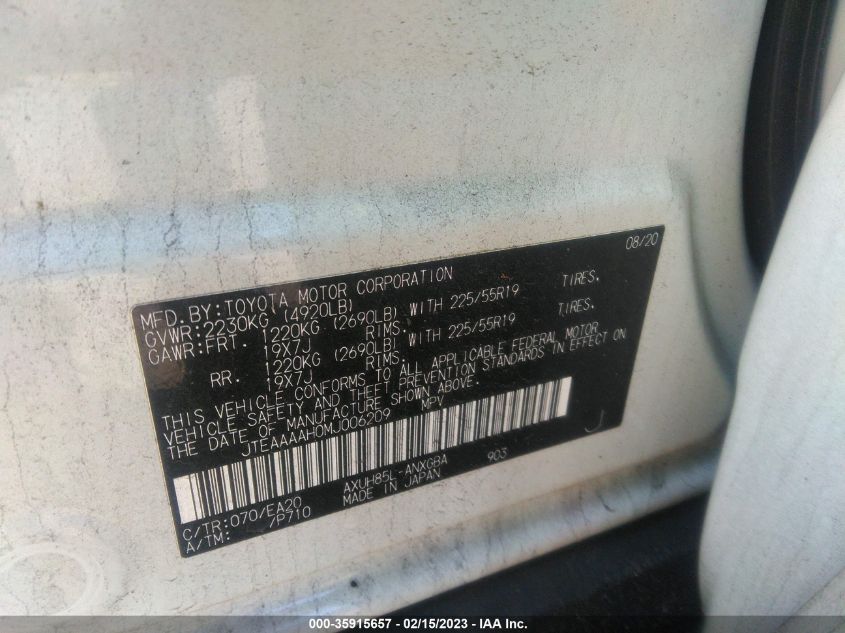 08/20
MFD. BY: TOYOTA MOTOR CORPORATION
GVWR: 2230KG (4920LB)
GAWR: FRT. 1220KG (2690LB) WITH 225/55R19 TIRES.
19X7J RIMS.
RR. 1220KG (2690LB) WITH 225/55R19 TIRES.
19X7J RIMS.
THIS VEHICLE CONFORMS TO ALL APPLICABLE FEDERAL MOTOR
VEHICLE SAFETY AND THEFT PREVENTION STANDARDS IN EFFECT ON
THE DATE OF MANUFACTURE SHOWN ABOVE.
JTEAAAAH0MJ006209 MPV
J
C/TR: 070/EA20 AXUH85L-ANXGBA 903
A/TM: /P710 MADE IN JAPAN
000-35915657 - 02/15/2023 - IAA Inc.